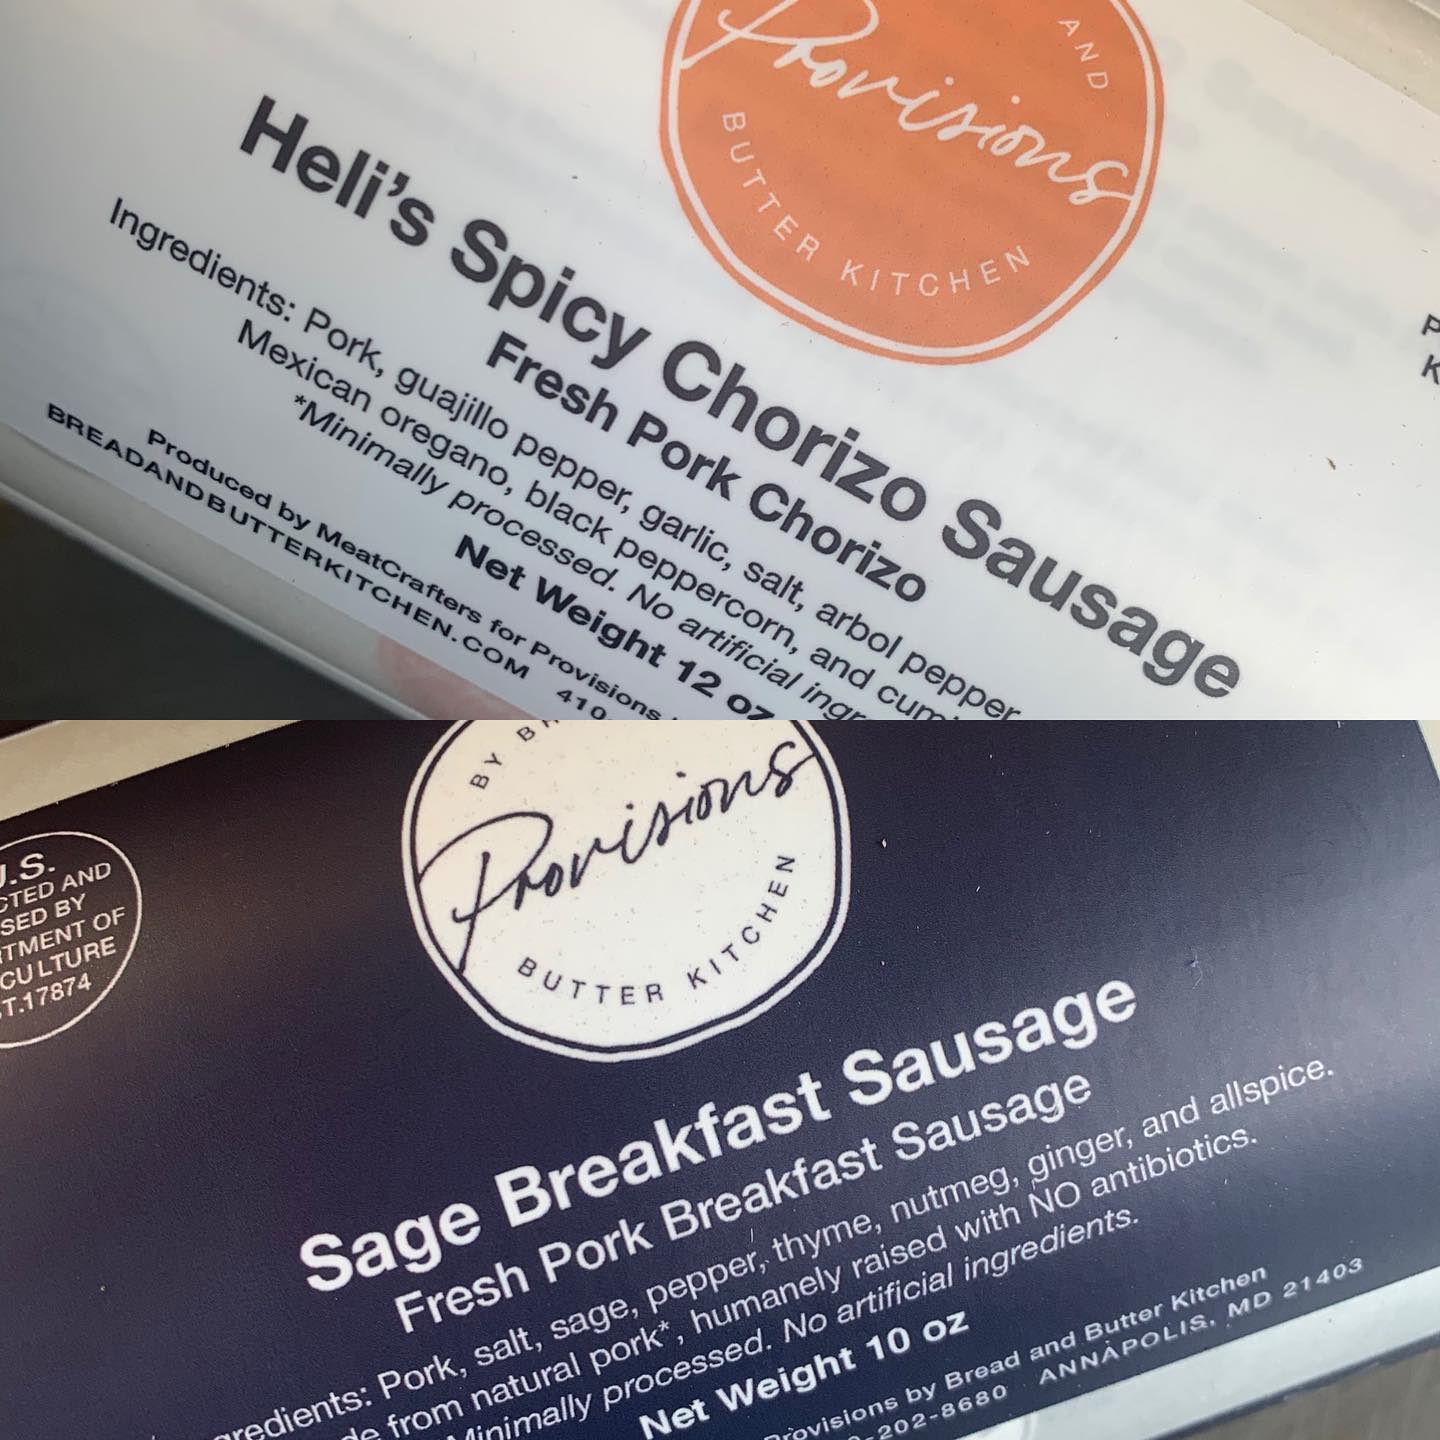 AND
Provisions
BUTTER KITCHEN
Heli's Spicy Chorizo Sausage
Fresh Pork Chorizo
Ingredients: Pork, guajillo pepper, garlic, salt, arbol pepper
Mexican oregano, black peppercorn, and
*Minimally processed. No artificial
Net Weight 12 oz
Produced by MeatCrafters for Provisions
BREADANDBUTTERKITCHEN.COM 410
BY
Provisions
BUTTER KITCHEN
U.S.
17874
Sage Breakfast Sausage
Fresh Pork Breakfast Sausage
Pork, salt, sage, pepper, thyme, nutmeg, ginger, and allspice.
from natural pork*, humanely raised with NO antibiotics.
Minimally processed. No artificial ingredients.
Net Weight 10 oz
Provisions by Bread and Butter Kitchen
-202-8680 ANNAPOLIS, MD 21403